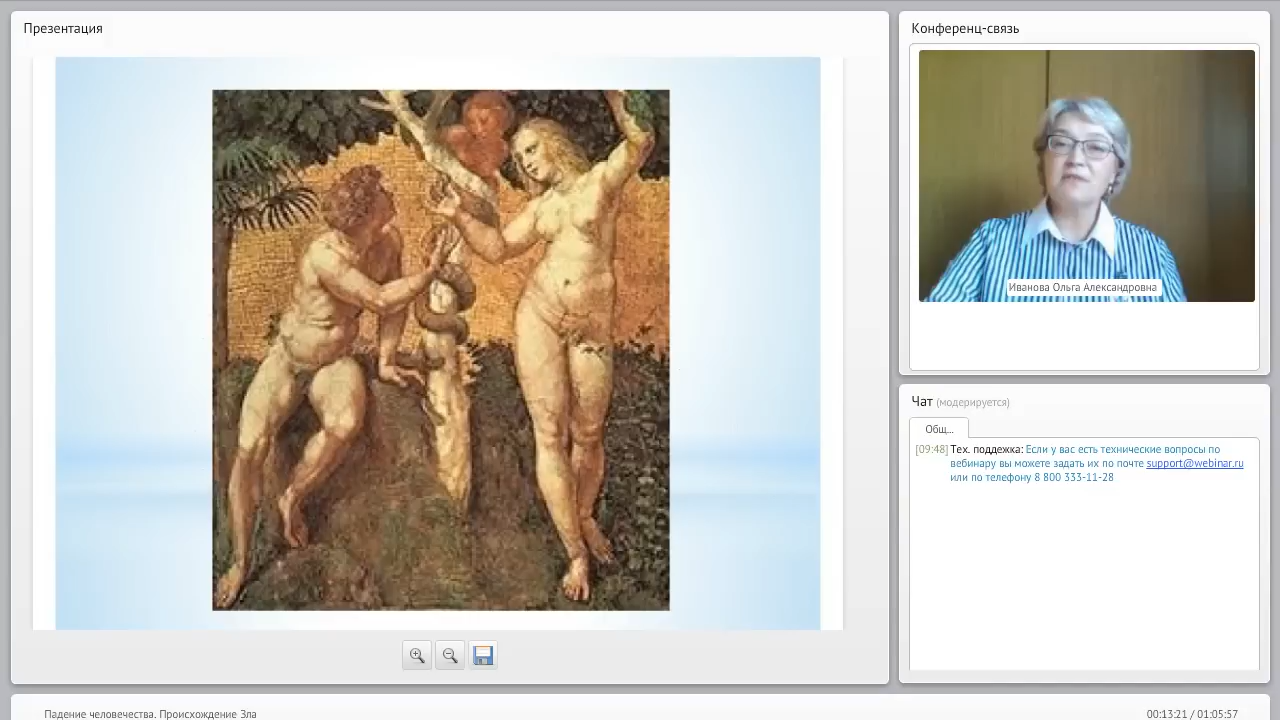 Презентация
Конференц-связь
Иванова Ольга Александровна
Чат (модерируется)
Общ...
[09:48] Тех. поддежка: Если у вас есть технические вопросы по
вебинару вы можете задать их по почте support@webinar.ru
или по телефону 8 800 333-11-28
Падение человечества. Происхождение Зла
00:13:21 / 01:05:57